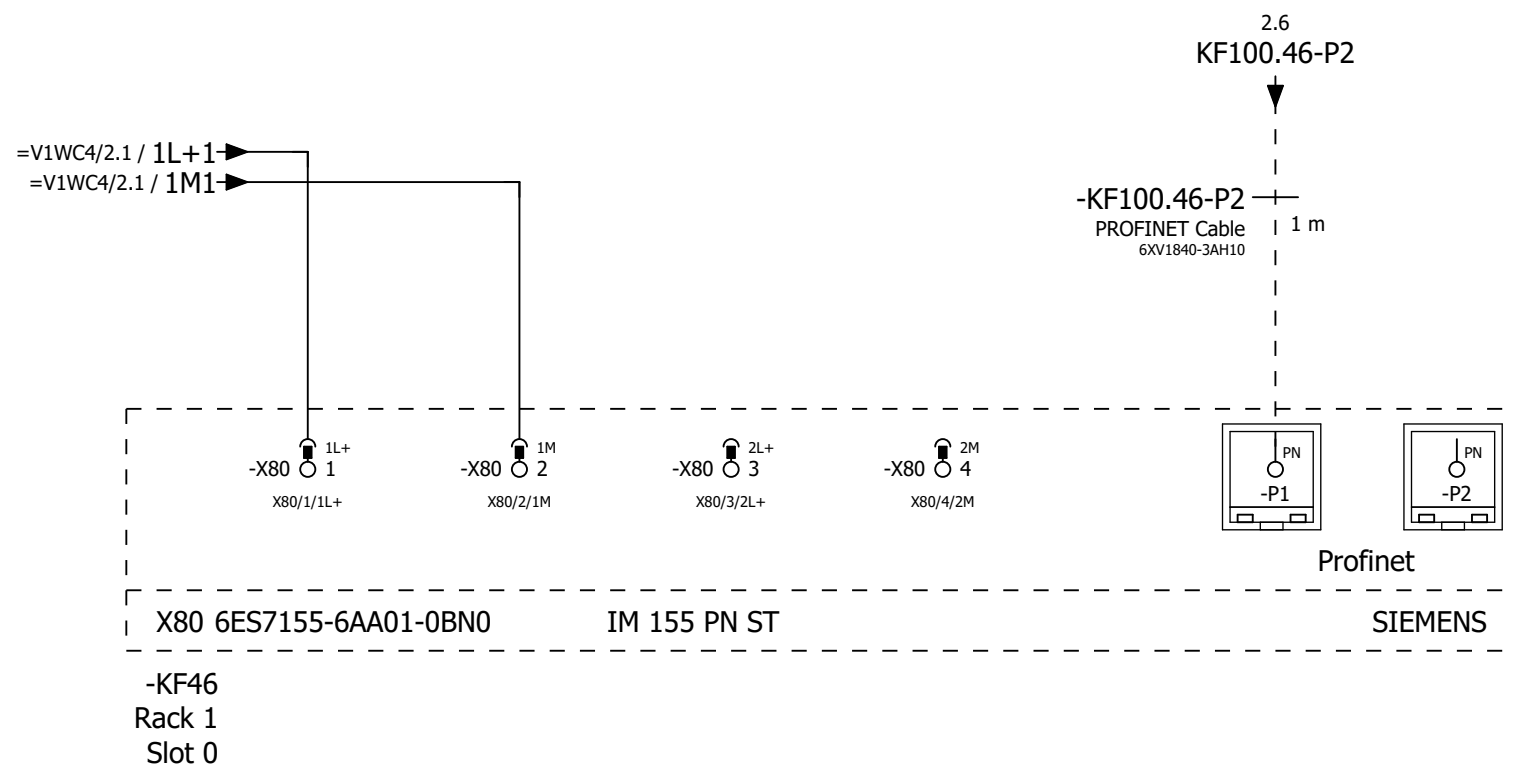 2.6
KF100.46-P2
=V1WC4/2.1 / 1L+1
=V1WC4/2.1 / 1M1
-KF100.46-P2
PROFINET Cable
6XV1840-3AH10
1 m
1L+
-X80 1
X80/1/1L+
1M
-X80 2
X80/2/1M
2L+
-X80 3
X80/3/2L+
2M
-X80 4
X80/4/2M
PN
-P1
PN
-P2
Profinet
X80 6ES7155-6AA01-0BN0 IM 155 PN ST SIEMENS
-KF46
Rack 1
Slot 0